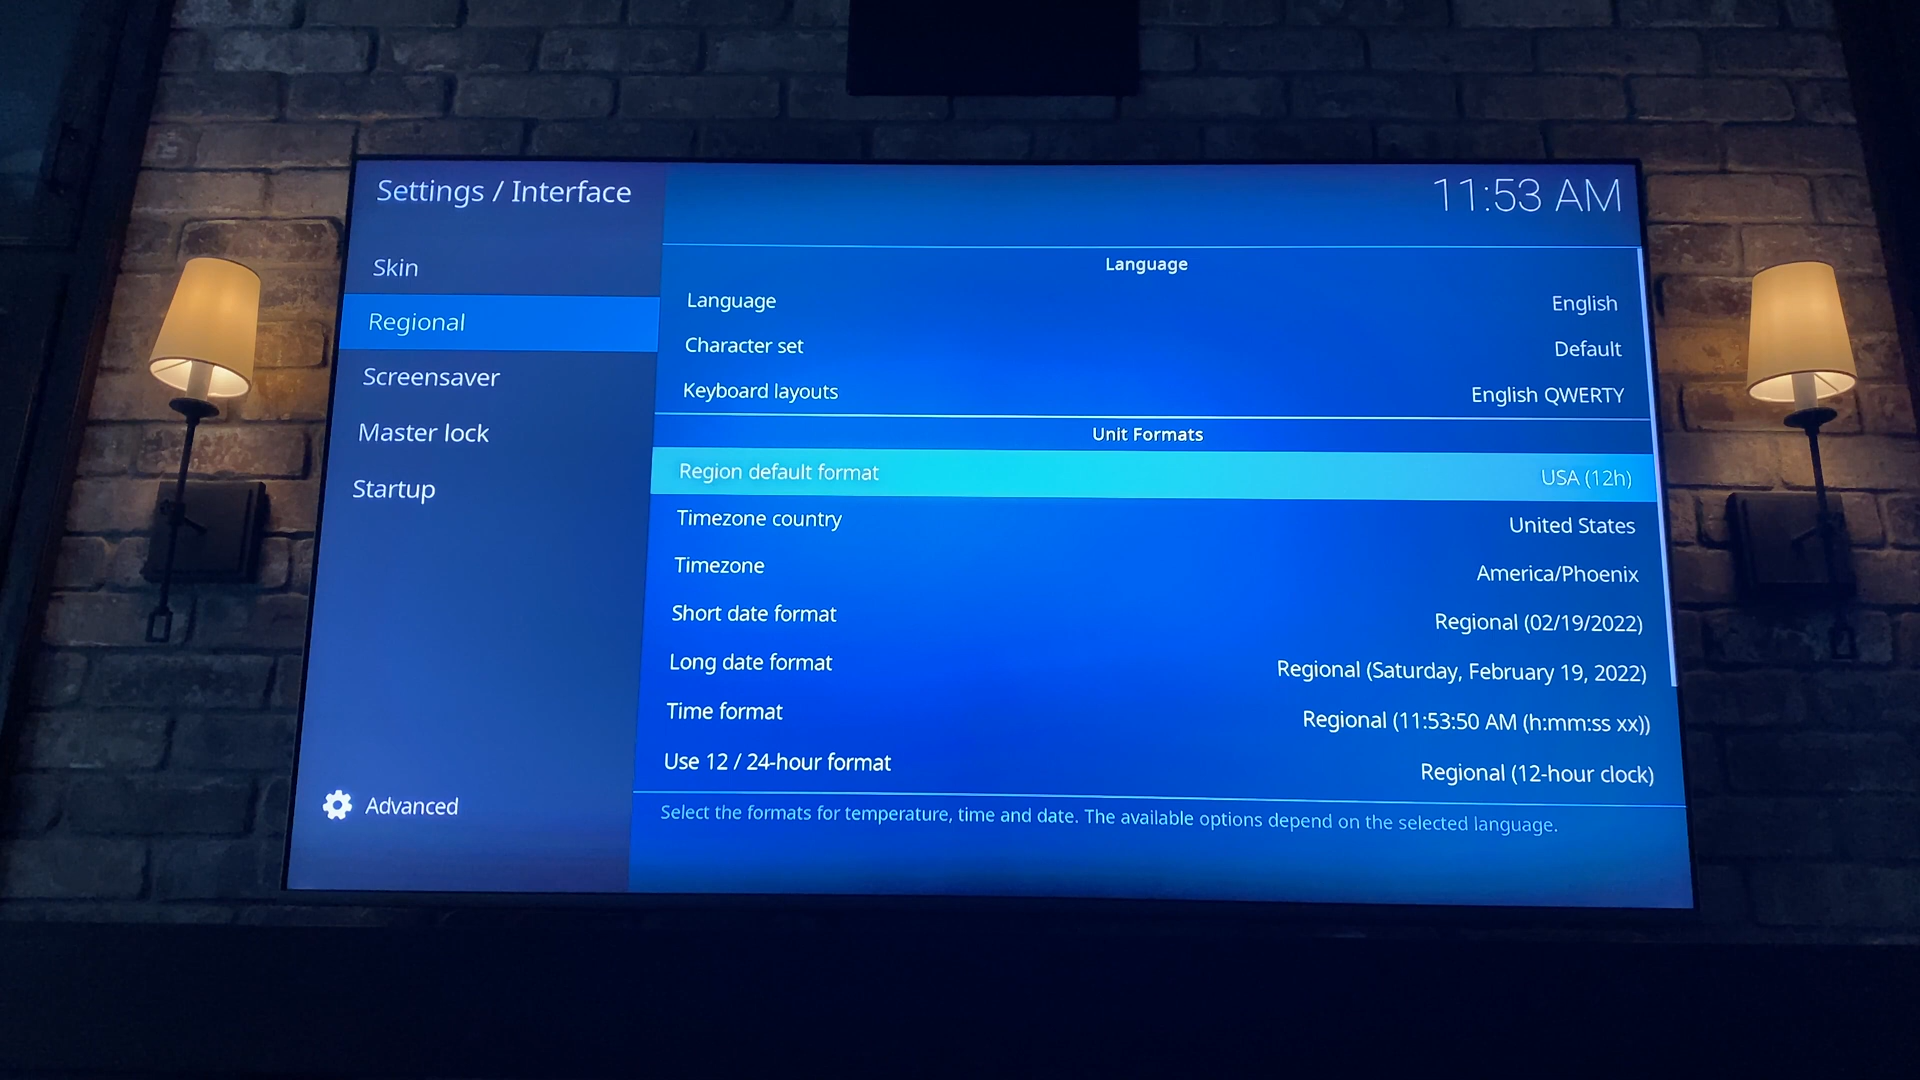 Settings / Interface
11:53 AM
Skin
Regional
Screensaver
Master lock
Startup
Advanced
Language
Language English
Character set Default
Keyboard layouts English QWERTY
Unit Formats
Region default format USA (12h)
Timezone country United States
Timezone America/Phoenix
Short date format Regional (02/19/2022)
Long date format Regional (Saturday, February 19, 2022)
Time format Regional (11:53:50 AM (h:mm:ss xx))
Use 12 / 24-hour format Regional (12-hour clock)
Select the formats for temperature, time and date. The available options depend on the selected language.